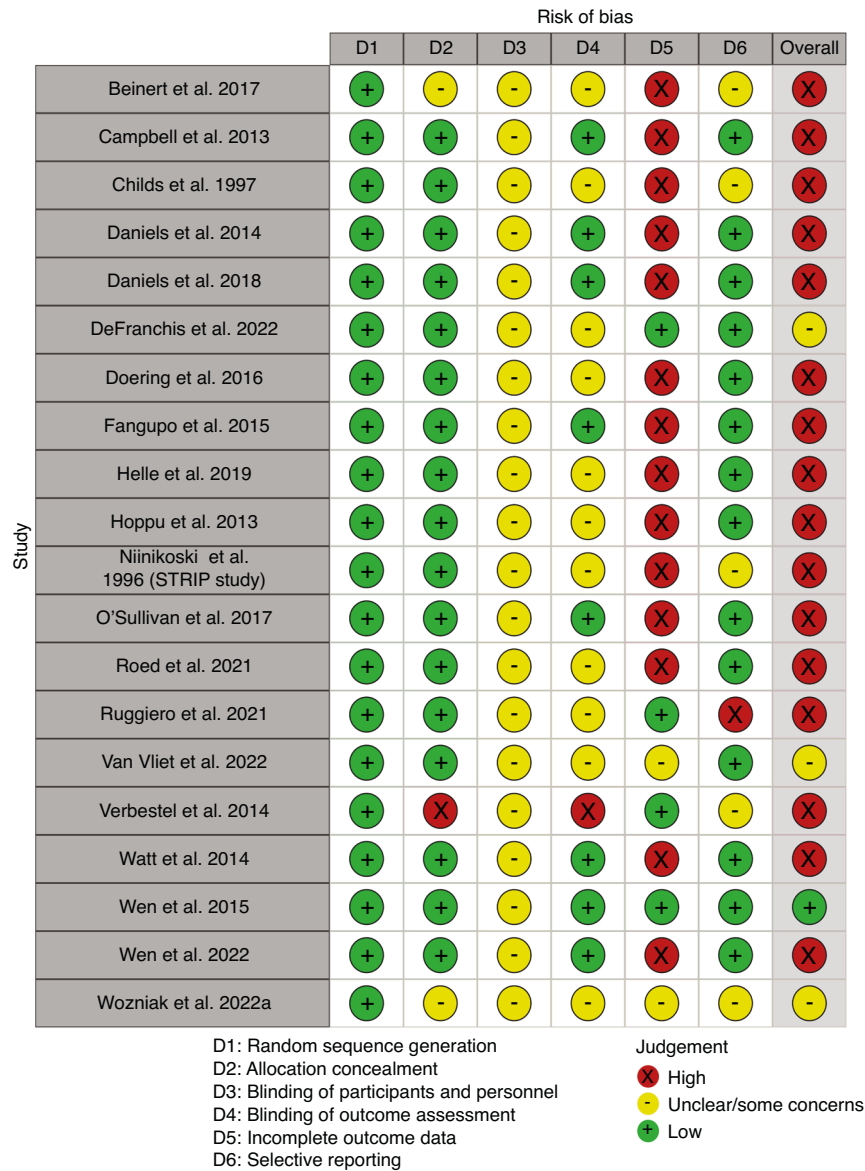 Risk of bias
D1 D2 D3 D4 D5 D6 Overall
Study
Beinert et al. 2017 + - - - X - X
Campbell et al. 2013 + + - + X + X
Childs et al. 1997 + + - - X - X
Daniels et al. 2014 + + - + X + X
Daniels et al. 2018 + + - + X + X
DeFranchis et al. 2022 + + - - + + -
Doering et al. 2016 + + - - X + X
Fangupo et al. 2015 + + - + X + X
Helle et al. 2019 + + - - X + X
Hoppu et al. 2013 + + - - X + X
Niinikoski et al.
1996 (STRIP study) + + - - X - X
O'Sullivan et al. 2017 + + - + X + X
Roed et al. 2021 + + - - X + X
Ruggiero et al. 2021 + + - - + X X
Van Vliet et al. 2022 + + - - - + -
Verbestel et al. 2014 + X - X + - X
Watt et al. 2014 + + - + X + X
Wen et al. 2015 + + - + + + +
Wen et al. 2022 + + - + X + X
Wozniak et al. 2022a + - - - - - -
D1: Random sequence generation
D2: Allocation concealment
D3: Blinding of participants and personnel
D4: Blinding of outcome assessment
D5: Incomplete outcome data
D6: Selective reporting
Judgement
X High
- Unclear/some concerns
+ Low